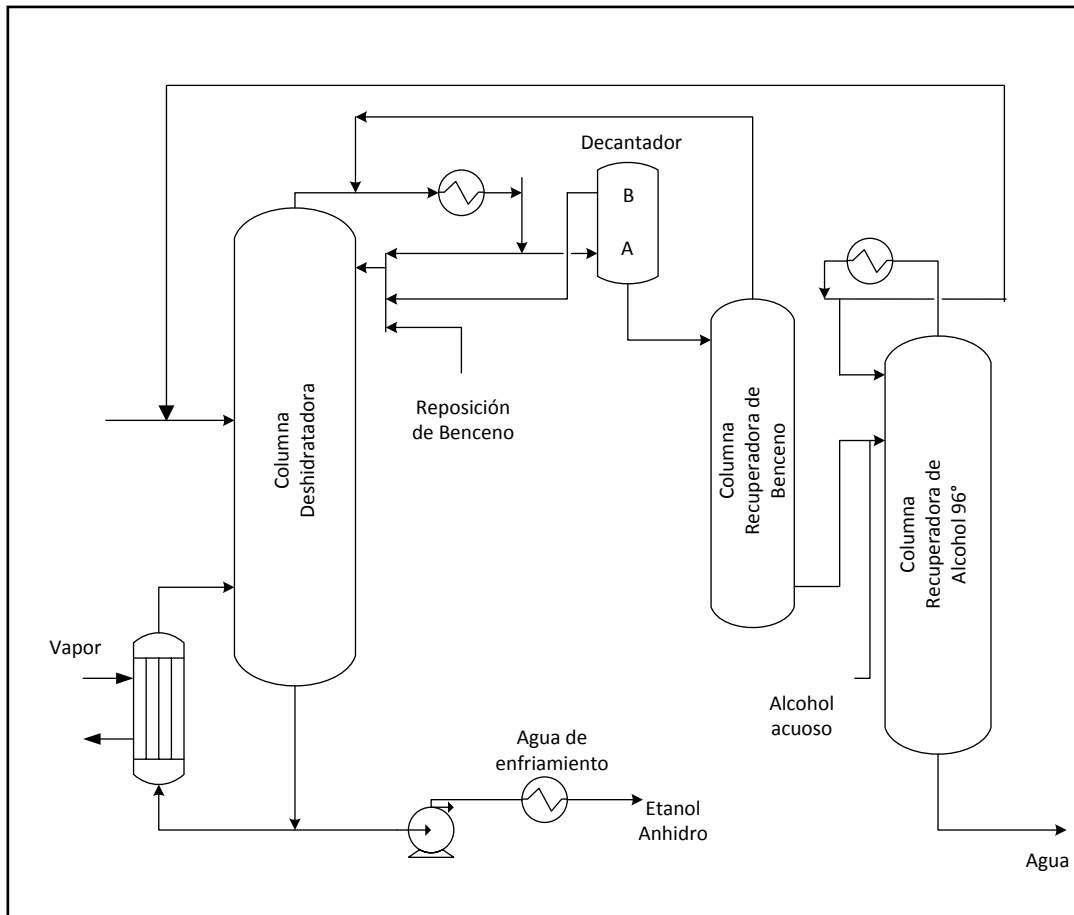 Decantador
B
A
Reposición
de Benceno
Columna
Deshidratadora
Columna
Recuperadora de
Benceno
Columna
Recuperadora de
Alcohol 96°
Vapor
Alcohol
acuoso
Agua de
enfriamiento
Etanol
Anhidro
Agua